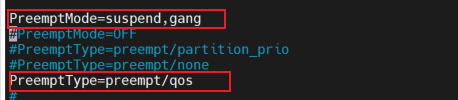 PreemptMode=suspend,gang
#PreemptMode=OFF
#PreemptType=preempt/partition_prio
#PreemptType=preempt/none
PreemptType=preempt/qos
#